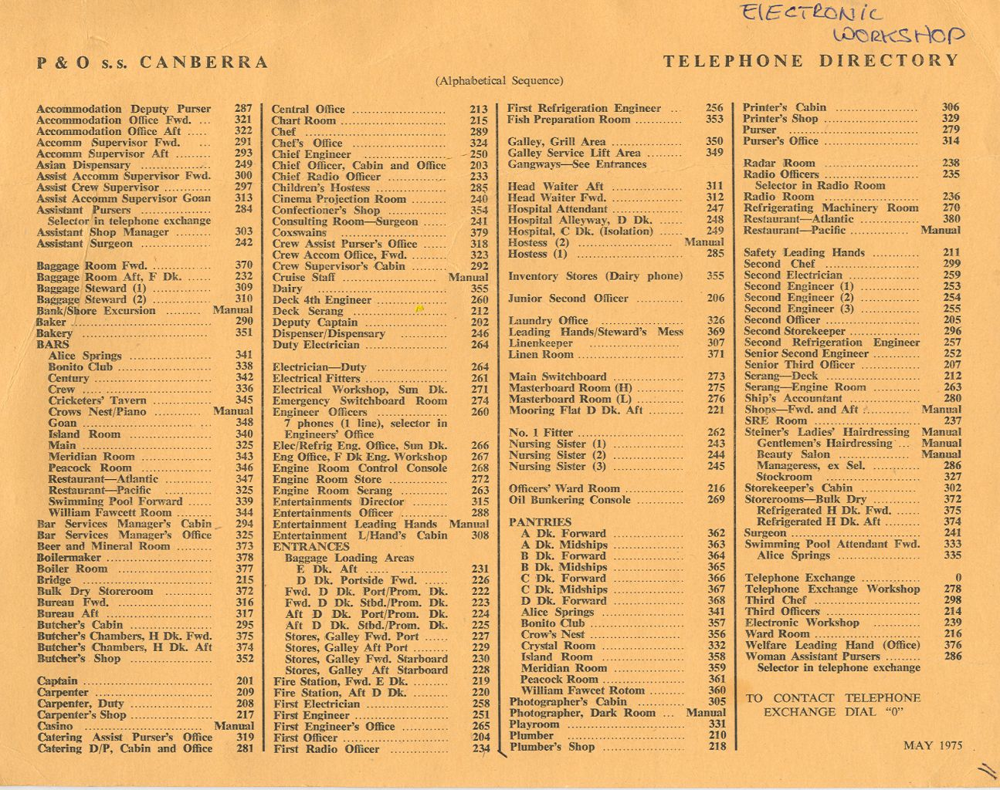 ELECTRONIC
WORKSHOP
P & O s.s. CANBERRA
TELEPHONE DIRECTORY
(Alphabetical Sequence)
Accommodation Deputy Purser 287
Accommodation Office Fwd. ... 321
Accommodation Office Aft ..... 322
Accomm Supervisor Fwd. ... 291
Accomm Supervisor Aft ......... 293
Asian Dispensary ..................... 249
Assist Accomm Supervisor Fwd. 300
Assist Crew Supervisor ............ 297
Assist Accomm Supervisor Goan 313
Assistant Pursers ..................... 284
Selector in telephone exchange
Assistant Shop Manager ......... 303
Assistant Surgeon .................. 242
Baggage Room Fwd. ............... 370
Baggage Room Aft, F Dk. ...... 232
Baggage Steward (1) ............... 309
Baggage Steward (2) ............... 310
Bank/Shore Excursion ......... Manual
Baker .................................... 290
Bakery .................................... 351
BARS
Alice Springs ..................... 341
Bonito Club ........................ 338
Century .............................. 342
Crew ................................. 336
Cricketers' Tavern ............... 345
Crows Nest/Piano ............ Manual
Goan ................................. 348
Island Room ..................... 340
Main ................................. 325
Meridian Room .................. 343
Peacock Room .................. 346
Restaurant—Atlantic ............ 347
Restaurant—Pacific ............ 325
Swimming Pool Forward ...... 339
William Fawcett Room ......... 344
Bar Services Manager's Cabin 294
Bar Services Manager's Office 325
Beer and Mineral Room ......... 373
Boilermaker ........................... 378
Boiler Room ........................ 377
Bridge ................................. 215
Bulk Dry Storeroom ............... 372
Bureau Fwd. ........................ 316
Bureau Aft ........................... 317
Butcher's Cabin ..................... 295
Butcher's Chambers, H Dk. Fwd. 375
Butcher's Chambers, H Dk. Aft 374
Butcher's Shop ..................... 352
Captain ................................. 201
Carpenter .............................. 209
Carpenter, Duty ..................... 208
Carpenter's Shop ..................... 217
Casino .............................. Manual
Catering Assist Purser's Office 319
Catering D/P, Cabin and Office 281
Central Office ........................ 213
Chart Room ........................... 215
Chef .................................... 289
Chef's Office ........................ 324
Chief Engineer ..................... 250
Chief Officer, Cabin and Office 203
Chief Radio Officer ............... 233
Children's Hostess .................. 285
Cinema Projection Room ......... 240
Confectioner's Shop ............... 354
Consulting Room—Surgeon ...... 241
Coxswains ........................... 379
Crew Assist Purser's Office ...... 318
Crew Accom Office, Fwd. ......... 323
Crew Supervisor's Cabin ......... 292
Cruise Staff ..................... Manual
Dairy .................................... 355
Deck 4th Engineer .................. 260
Deck Serang ........................ 212
Deputy Captain ..................... 202
Dispenser/Dispensary ............ 246
Duty Electrician ..................... 264
Electrician—Duty .................. 264
Electrical Fitters ..................... 261
Electrical Workshop, Sun Dk. 271
Emergency Switchboard Room 274
Engineer Officers .................. 260
7 phones (1 line), selector in
Engineers' Office
Elec/Refrig Eng. Office, Sun Dk. 266
Eng Office, F Dk Eng. Workshop 267
Engine Room Control Console 268
Engine Room Store ............... 272
Engine Room Serang ............ 263
Entertainments Director ......... 315
Entertainments Officer ............ 288
Entertainment Leading Hands Manual
Entertainment L/Hand's Cabin 308
ENTRANCES
Baggage Loading Areas
E Dk. Aft ..................... 231
D Dk. Portside Fwd. ...... 226
Fwd. D Dk. Port/Prom. Dk. 222
Fwd. D Dk. Stbd./Prom. Dk. 223
Aft D Dk. Port/Prom. Dk. 224
Aft D Dk. Stbd./Prom. Dk. 225
Stores, Galley Fwd. Port ...... 227
Stores, Galley Aft Port ......... 229
Stores, Galley Fwd. Starboard 230
Stores, Galley Aft Starboard 228
Fire Station, Fwd. E Dk. ......... 219
Fire Station, Aft D Dk. ............ 220
First Electrician ..................... 258
First Engineer ........................ 251
First Engineer's Office ............ 265
First Officer ........................... 204
First Radio Officer .................. 234
First Refrigeration Engineer .. 256
Fish Preparation Room ............ 353
Galley, Grill Area .................. 350
Galley Service Lift Area ......... 349
Gangways—See Entrances
Head Waiter Aft .................. 311
Head Waiter Fwd. .................. 312
Hospital Attendant .................. 247
Hospital Alleyway, D Dk. ...... 248
Hospital, C Dk. (Isolation) ...... 249
Hostess (2) ........................ Manual
Hostess (1) ........................... 285
Inventory Stores (Dairy phone) 355
Junior Second Officer ............ 206
Laundry Office ..................... 326
Leading Hands/Steward's Mess 369
Linenkeeper ........................ 307
Linen Room ........................ 371
Main Switchboard .................. 273
Masterboard Room (H) ......... 275
Masterboard Room (L) ......... 276
Mooring Flat D Dk. Aft ......... 221
No. 1 Fitter ........................ 262
Nursing Sister (1) .................. 243
Nursing Sister (2) .................. 244
Nursing Sister (3) .................. 245
Officers' Ward Room ............ 216
Oil Bunkering Console ............ 269
PANTRIES
A Dk. Forward .................. 362
A Dk. Midships .................. 363
B Dk. Forward .................. 364
B Dk. Midships .................. 365
C Dk. Forward .................. 366
C Dk. Midships .................. 367
D Dk. Forward .................. 368
Alice Springs ..................... 341
Bonito Club ........................ 357
Crow's Nest ........................ 356
Crystal Room ..................... 332
Island Room ..................... 358
Meridian Room .................. 359
Peacock Room .................. 361
William Fawcet Rotom ......... 360
Photographer's Cabin ............ 305
Photographer, Dark Room ... Manual
Playroom .............................. 331
Plumber .............................. 210
Plumber's Shop ..................... 218
Printer's Cabin ..................... 306
Printer's Shop ..................... 329
Purser ................................. 279
Purser's Office ..................... 314
Radar Room ........................ 238
Radio Officers ..................... 235
Selector in Radio Room
Radio Room ........................ 236
Refrigerating Machinery Room 270
Restaurant—Atlantic ............... 380
Restaurant—Pacific ............ Manual
Safety Leading Hands ............ 211
Second Chef ........................ 299
Second Electrician .................. 259
Second Engineer (1) ............... 253
Second Engineer (2) ............... 254
Second Engineer (3) ............... 255
Second Officer ..................... 205
Second Storekeeper ............... 296
Second Refrigeration Engineer 257
Senior Second Engineer ......... 252
Senior Third Officer ............... 207
Serang—Deck ..................... 212
Serang—Engine Room ............ 263
Ship's Accountant .................. 280
Shops—Fwd. and Aft ......... Manual
SRE Room ........................... 237
Steiner's Ladies' Hairdressing Manual
Gentlemen's Hairdressing ... Manual
Beauty Salon .................. Manual
Manageress, ex Sel. ............ 286
Stockroom ........................ 327
Storekeeper's Cabin ............... 302
Storerooms—Bulk Dry ............ 372
Refrigerated H Dk. Fwd. ...... 375
Refrigerated H Dk. Aft ...... 374
Surgeon .............................. 241
Swimming Pool Attendant Fwd. 333
Alice Springs ..................... 335
Telephone Exchange ............... 0
Telephone Exchange Workshop 278
Third Chef ........................... 298
Third Officers ........................ 214
Electronic Workshop ............ 239
Ward Room ........................ 216
Welfare Leading Hand (Office) 376
Woman Assistant Pursers ......... 286
Selector in telephone exchange
TO CONTACT TELEPHONE
EXCHANGE DIAL "0"
MAY 1975